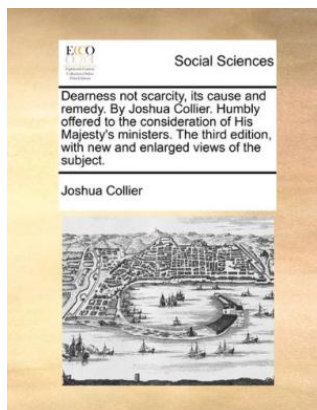 ECCO
Social Sciences
Dearness not scarcity, its cause and
remedy. By Joshua Collier. Humbly
offered to the consideration of His
Majesty's ministers. The third edition,
with new and enlarged views of the
subject.
Joshua Collier